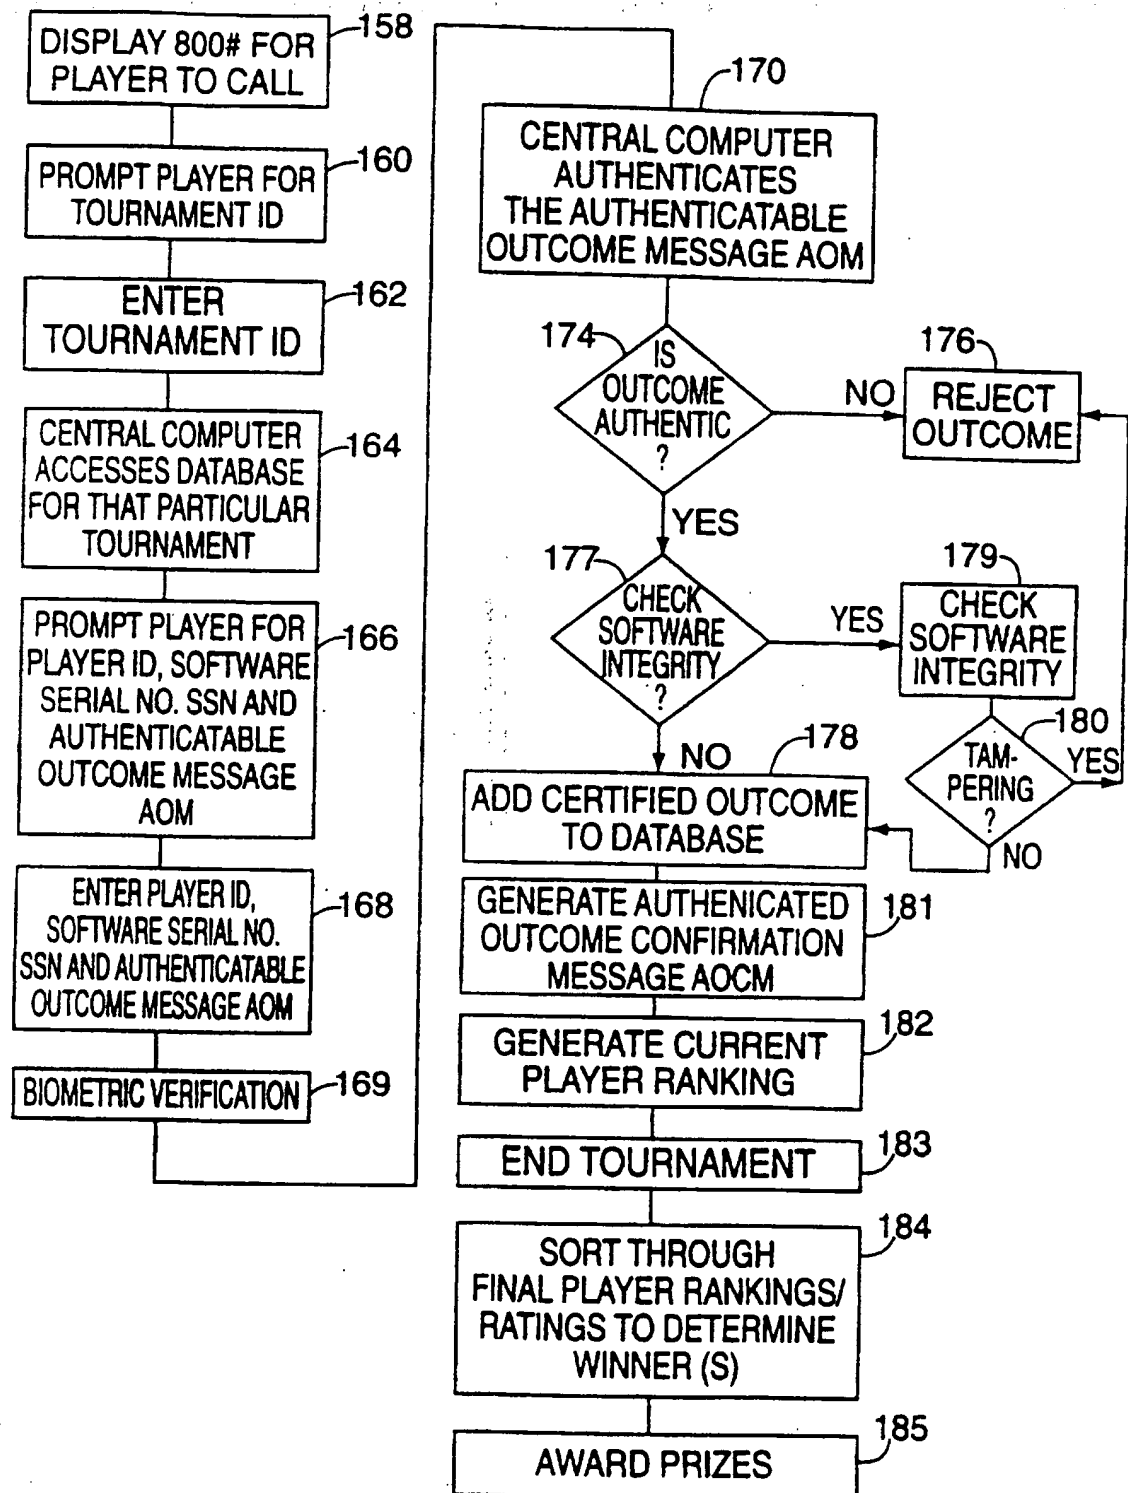 DISPLAY 800# FOR
PLAYER TO CALL
158
PROMPT PLAYER FOR
TOURNAMENT ID
160
ENTER
TOURNAMENT ID
162
CENTRAL COMPUTER
ACCESSES DATABASE
FOR THAT PARTICULAR
TOURNAMENT
164
PROMPT PLAYER FOR
PLAYER ID, SOFTWARE
SERIAL NO. SSN AND
AUTHENTICATABLE
OUTCOME MESSAGE
AOM
166
ENTER PLAYER ID,
SOFTWARE SERIAL NO.
SSN AND AUTHENTICATABLE
OUTCOME MESSAGE AOM
168
BIOMETRIC VERIFICATION
169
170
CENTRAL COMPUTER
AUTHENTICATES
THE AUTHENTICATABLE
OUTCOME MESSAGE AOM
174
IS
OUTCOME
AUTHENTIC
?
NO
176
REJECT
OUTCOME
YES
177
CHECK
SOFTWARE
INTEGRITY
?
YES
179
CHECK
SOFTWARE
INTEGRITY
180
TAM-
PERING
?
YES
NO
NO
178
ADD CERTIFIED OUTCOME
TO DATABASE
GENERATE AUTHENICATED
OUTCOME CONFIRMATION
MESSAGE AOCM
181
GENERATE CURRENT
PLAYER RANKING
182
END TOURNAMENT
183
SORT THROUGH
FINAL PLAYER RANKINGS/
RATINGS TO DETERMINE
WINNER (S)
184
AWARD PRIZES
185